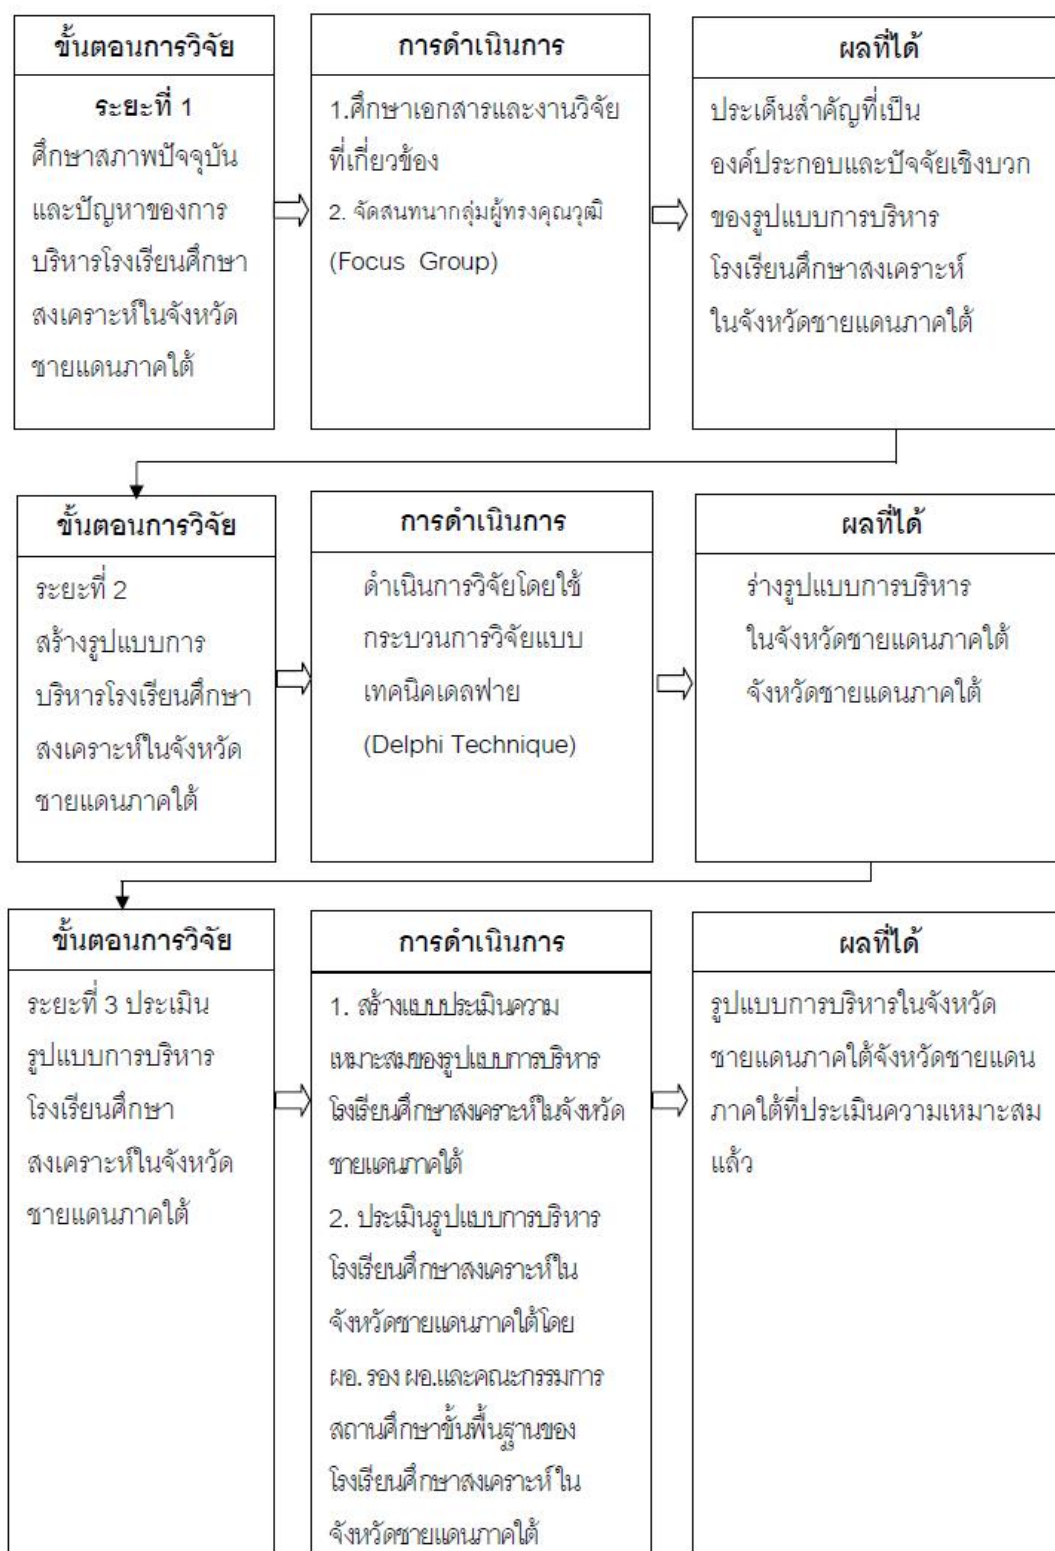 ขั้นตอนการวิจัย
ระยะที่ 1
ศึกษาสภาพปัจจุบัน
และปัญหาของการ
บริหารโรงเรียนศึกษา
สงเคราะห์ในจังหวัด
ชายแดนภาคใต้
การดำเนินการ
1.ศึกษาเอกสารและงานวิจัย
ที่เกี่ยวข้อง
2. จัดสนทนากลุ่มผู้ทรงคุณวุฒิ
(Focus Group)
ผลที่ได้
ประเด็นสำคัญที่เป็น
องค์ประกอบและปัจจัยเชิงบวก
ของรูปแบบการบริหาร
โรงเรียนศึกษาสงเคราะห์
ในจังหวัดชายแดนภาคใต้
ขั้นตอนการวิจัย
ระยะที่ 2
สร้างรูปแบบการ
บริหารโรงเรียนศึกษา
สงเคราะห์ในจังหวัด
ชายแดนภาคใต้
การดำเนินการ
ดำเนินการวิจัยโดยใช้
กระบวนการวิจัยแบบ
เทคนิคเดลฟาย
(Delphi Technique)
ผลที่ได้
ร่างรูปแบบการบริหาร
ในจังหวัดชายแดนภาคใต้
จังหวัดชายแดนภาคใต้
ขั้นตอนการวิจัย
ระยะที่ 3 ประเมิน
รูปแบบการบริหาร
โรงเรียนศึกษา
สงเคราะห์ในจังหวัด
ชายแดนภาคใต้
การดำเนินการ
1. สร้างแบบประเมินความ
เหมาะสมของรูปแบบการบริหาร
โรงเรียนศึกษาสงเคราะห์ในจังหวัด
ชายแดนภาคใต้
2. ประเมินรูปแบบการบริหาร
โรงเรียนศึกษาสงเคราะห์ใน
จังหวัดชายแดนภาคใต้โดย
ผอ. รอง ผอ.และคณะกรรมการ
สถานศึกษาขั้นพื้นฐานของ
โรงเรียนศึกษาสงเคราะห์ ใน
จังหวัดชายแดนภาคใต้
ผลที่ได้
รูปแบบการบริหารในจังหวัด
ชายแดนภาคใต้จังหวัดชายแดน
ภาคใต้ที่ประเมินความเหมาะสม
แล้ว